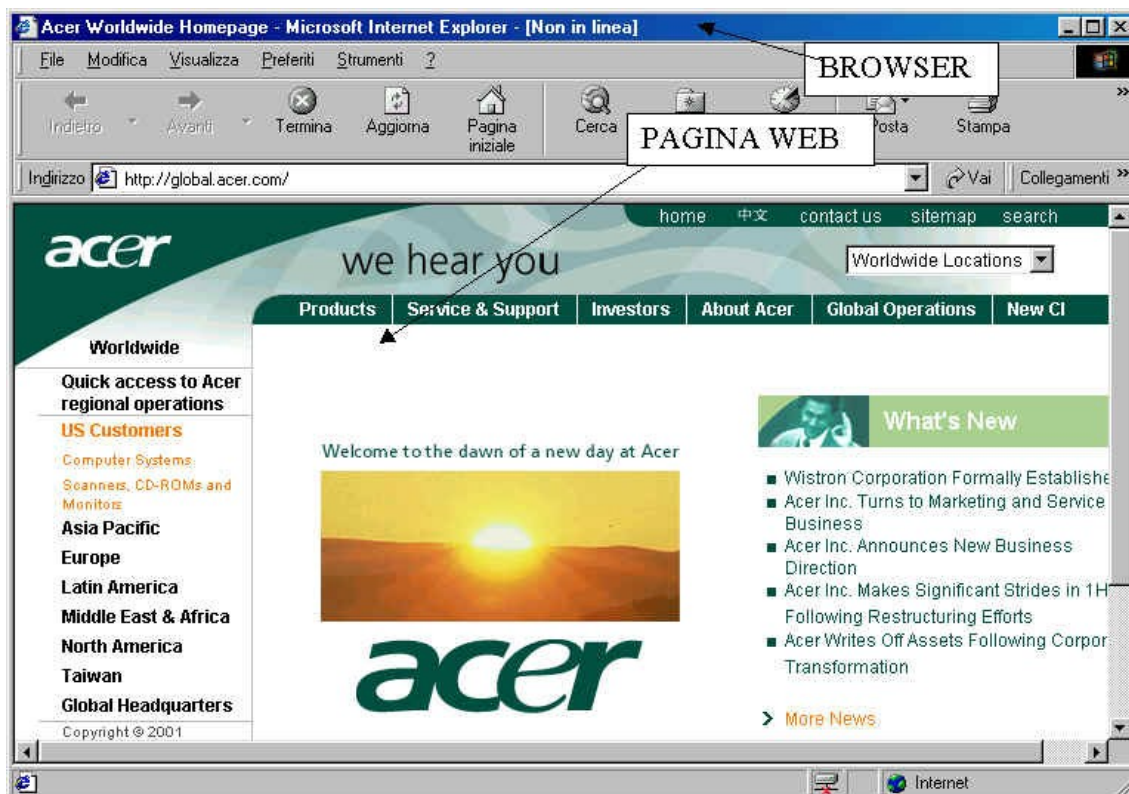 Acer Worldwide Homepage - Microsoft Internet Explorer - [Non in linea]
File Modifica Visualizza Preferiti Strumenti ?
BROWSER
Indietro Avanti Termina Aggiorna Pagina iniziale Cerca Stampa
PAGINA WEB
Indirizzo http://global.acer.com/ Vai Collegamenti
home 中文 contact us sitemap search
acer
we hear you
Worldwide Locations
Products Service & Support Investors About Acer Global Operations New CI
Worldwide
Quick access to Acer
regional operations
US Customers
Computer Systems
Scanners, CD-ROMs and
Monitors
Asia Pacific
Europe
Latin America
Middle East & Africa
North America
Taiwan
Global Headquarters
Copyright © 2001
Welcome to the dawn of a new day at Acer
acer
What's New
Wistron Corporation Formally Establishe
Acer Inc. Turns to Marketing and Service
Business
Acer Inc. Announces New Business
Direction
Acer Inc. Makes Significant Strides in 1H
Following Restructuring Efforts
Acer Writes Off Assets Following Corpor
Transformation
More News
Internet